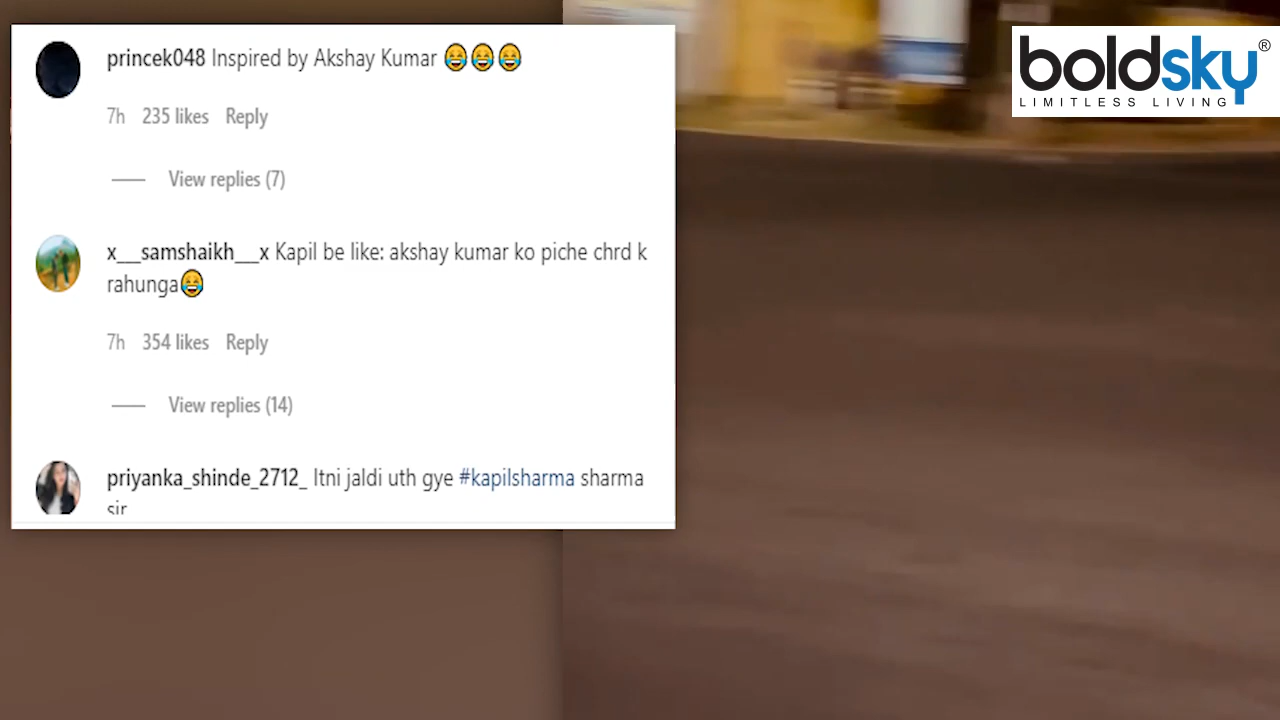 princek048 Inspired by Akshay Kumar 😂😂😂
7h 235 likes Reply
View replies (7)
x___samshaikh___x Kapil be like: akshay kumar ko piche chrd k
rahunga😂
7h 354 likes Reply
View replies (14)
priyanka_shinde_2712_ Itni jaldi uth gye #kapilsharma sharma
sir
boldsky®
LIMITLESS LIVING